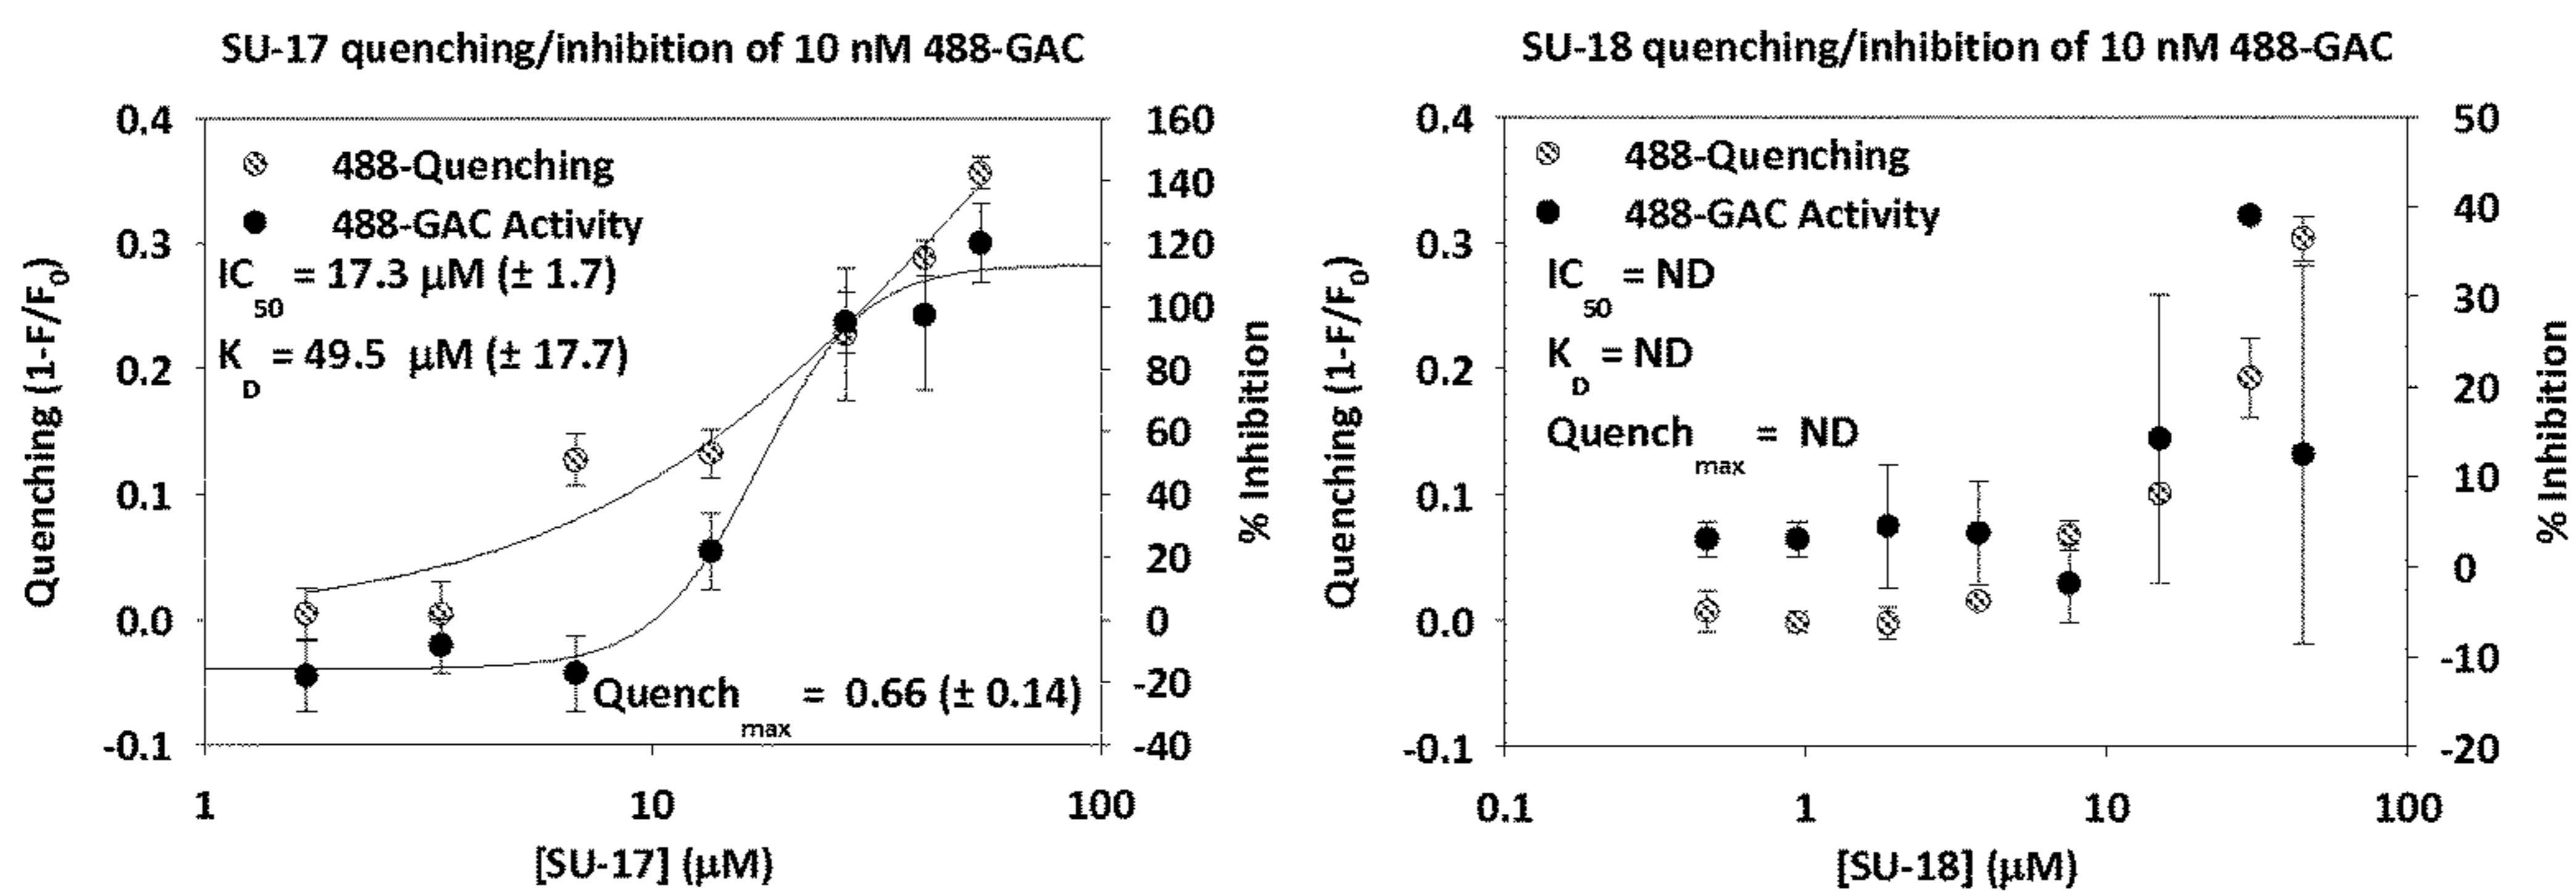 SU-17 quenching/inhibition of 10 nM 488-GAC
0.4
0.3
0.2
0.1
0.0
-0.1
Quenching (1-F/F0)
488-Quenching
488-GAC Activity
IC50 = 17.3 µM (± 1.7)
KD = 49.5 µM (± 17.7)
Quenchmax = 0.66 (± 0.14)
160
140
120
100
80
60
40
20
0
-20
-40
% Inhibition
1 10 100
[SU-17] (µM)
SU-18 quenching/inhibition of 10 nM 488-GAC
0.4
0.3
0.2
0.1
0.0
-0.1
Quenching (1-F/F0)
488-Quenching
488-GAC Activity
IC50 = ND
KD = ND
Quenchmax = ND
50
40
30
20
10
0
-10
-20
% Inhibition
0.1 1 10 100
[SU-18] (µM)